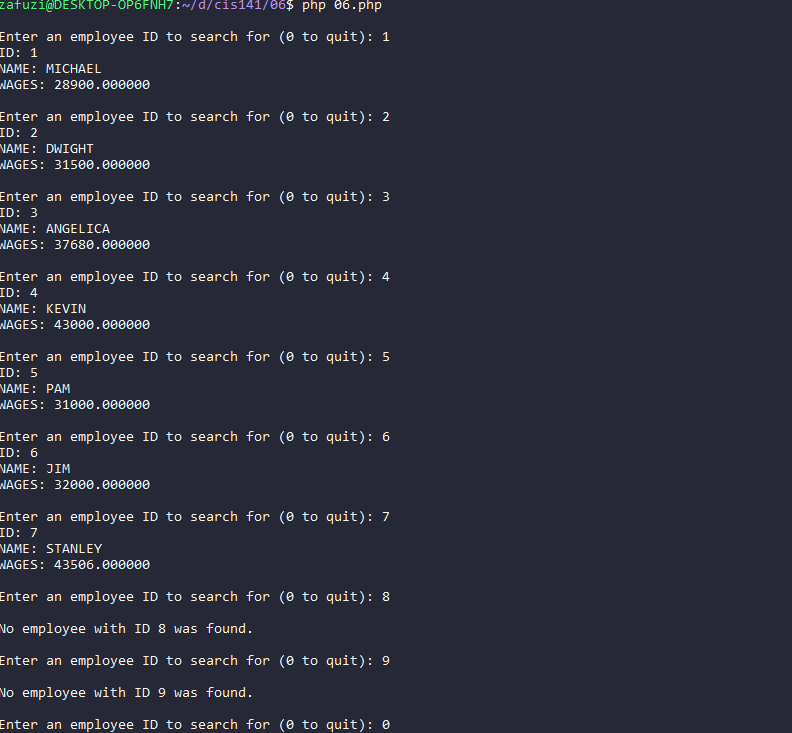 zafuzi@DESKTOP-OP6FNH7:~/d/cis141/06$ php 06.php
Enter an employee ID to search for (0 to quit): 1
ID: 1
NAME: MICHAEL
WAGES: 28900.000000
Enter an employee ID to search for (0 to quit): 2
ID: 2
NAME: DWIGHT
WAGES: 31500.000000
Enter an employee ID to search for (0 to quit): 3
ID: 3
NAME: ANGELICA
WAGES: 37680.000000
Enter an employee ID to search for (0 to quit): 4
ID: 4
NAME: KEVIN
WAGES: 43000.000000
Enter an employee ID to search for (0 to quit): 5
ID: 5
NAME: PAM
WAGES: 31000.000000
Enter an employee ID to search for (0 to quit): 6
ID: 6
NAME: JIM
WAGES: 32000.000000
Enter an employee ID to search for (0 to quit): 7
ID: 7
NAME: STANLEY
WAGES: 43506.000000
Enter an employee ID to search for (0 to quit): 8
No employee with ID 8 was found.
Enter an employee ID to search for (0 to quit): 9
No employee with ID 9 was found.
Enter an employee ID to search for (0 to quit): 0